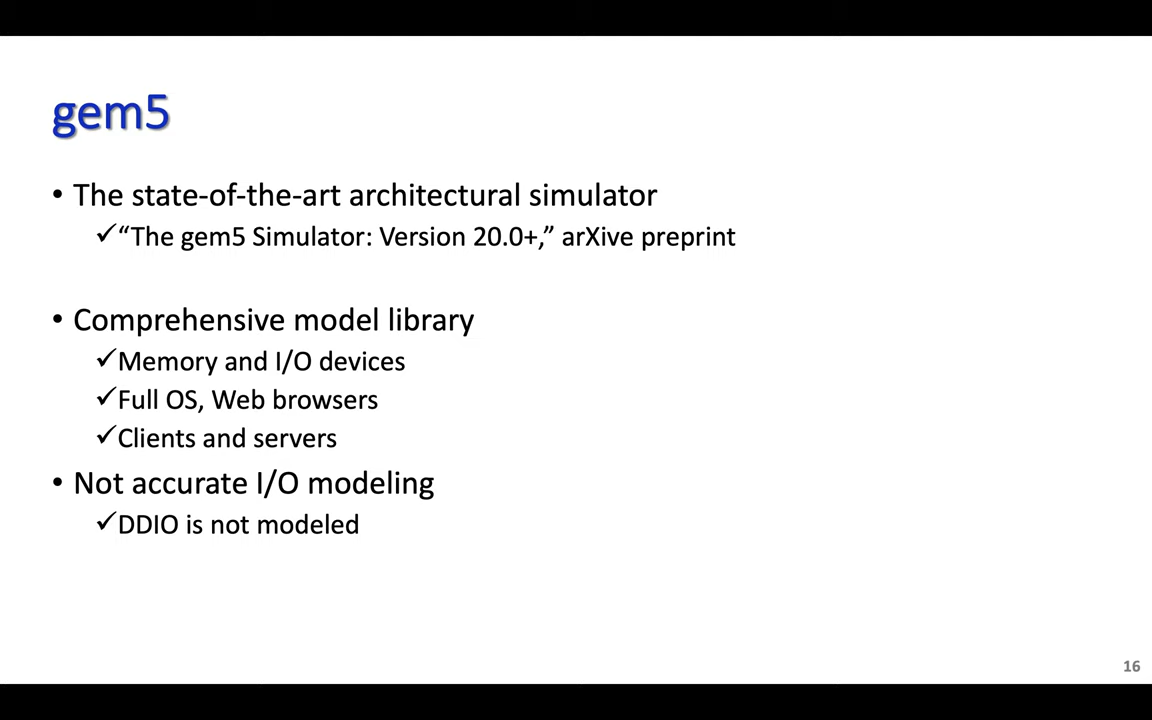 gem5
• The state-of-the-art architectural simulator
✓“The gem5 Simulator: Version 20.0+,” arXive preprint
• Comprehensive model library
✓Memory and I/O devices
✓Full OS, Web browsers
✓Clients and servers
• Not accurate I/O modeling
✓DDIO is not modeled
16